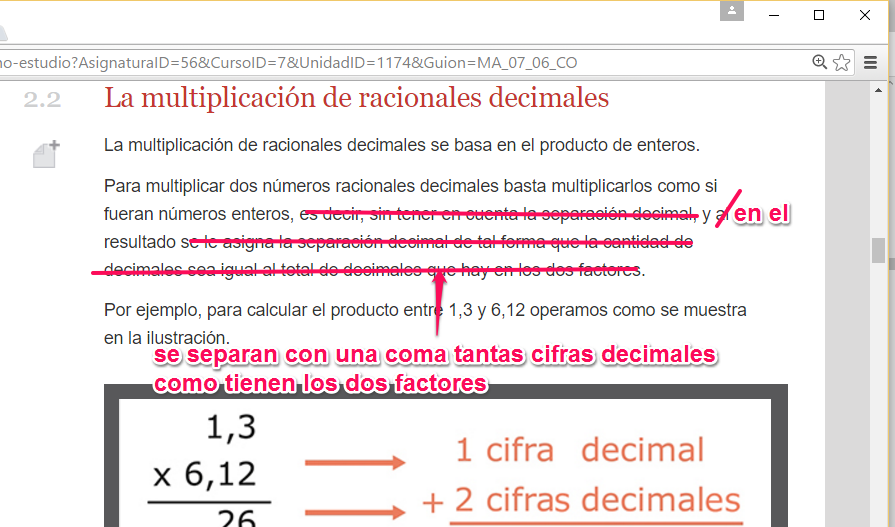 no-estudio?AsignaturaID=56&CursoID=7&UnidadID=1174&Guion=MA_07_06_CO
2.2 La multiplicación de racionales decimales
La multiplicación de racionales decimales se basa en el producto de enteros.
Para multiplicar dos números racionales decimales basta multiplicarlos como si
fueran números enteros, es decir, sin tener en cuenta la separación decimal, y al en el
resultado se le asigna la separación decimal de tal forma que la cantidad de
decimales sea igual al total de decimales que hay en los dos factores.
Por ejemplo, para calcular el producto entre 1,3 y 6,12 operamos como se muestra
en la ilustración.
se separan con una coma tantas cifras decimales
como tienen los dos factores
1,3 1 cifra decimal
x 6,12 + 2 cifras decimales
26